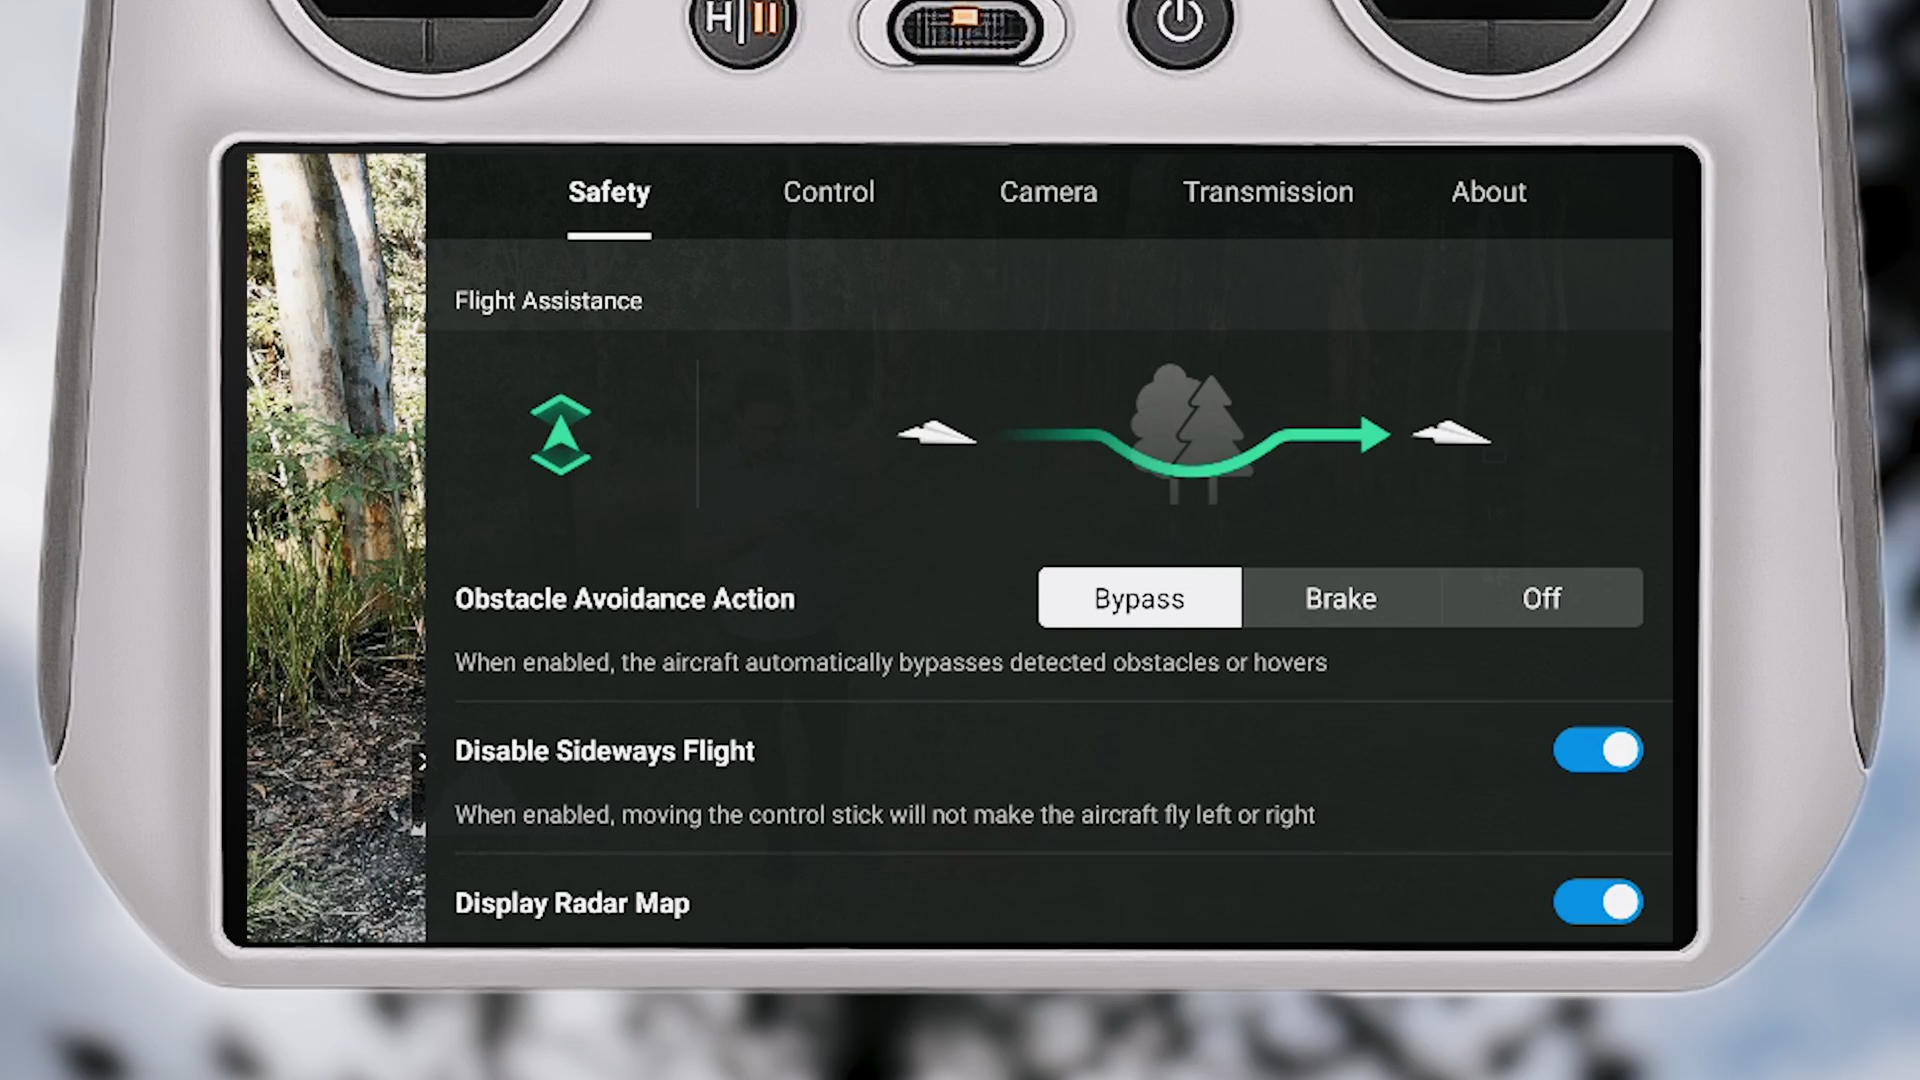 H
Safety Control Camera Transmission About
Flight Assistance
Obstacle Avoidance Action Bypass Brake Off
When enabled, the aircraft automatically bypasses detected obstacles or hovers
Disable Sideways Flight
When enabled, moving the control stick will not make the aircraft fly left or right
Display Radar Map